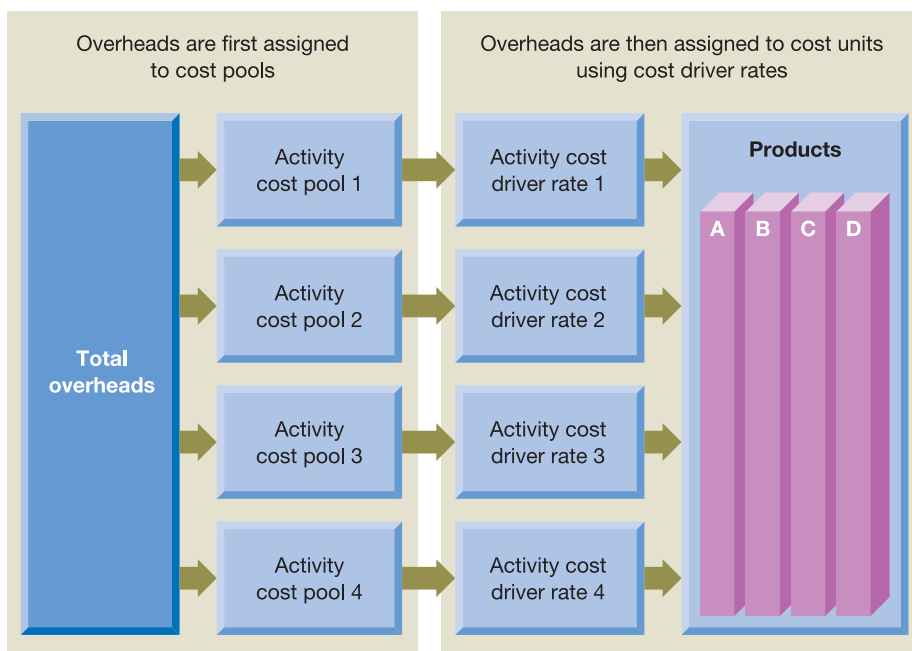 Overheads are first assigned
to cost pools
Overheads are then assigned to cost units
using cost driver rates
Total
overheads
Activity
cost pool 1
Activity cost
driver rate 1
Activity
cost pool 2
Activity cost
driver rate 2
Activity
cost pool 3
Activity cost
driver rate 3
Activity
cost pool 4
Activity cost
driver rate 4
Products
A B C D